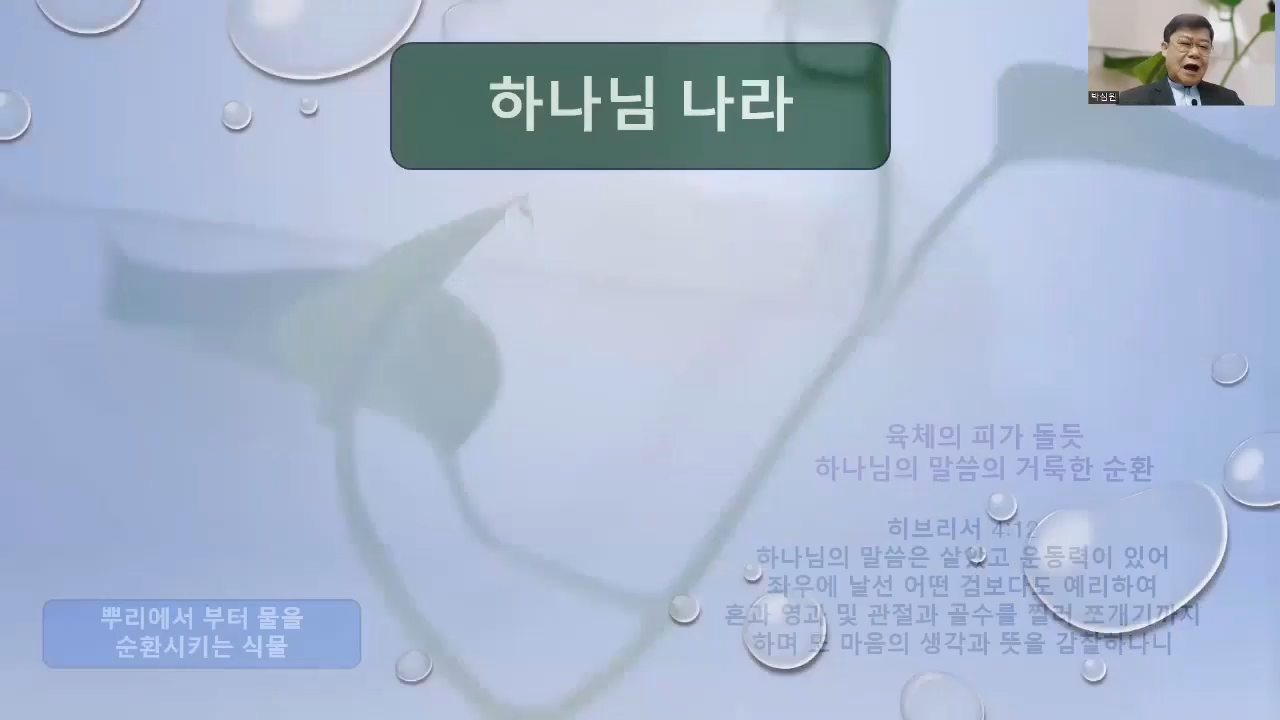 하나님 나라
박심원
육체의 피가 돌듯
하나님의 말씀의 거룩한 순환
히브리서 4:12
하나님의 말씀은 살았고 운동력이 있어
좌우에 날선 어떤 검보다도 예리하여
혼과 영과 및 관절과 골수를 찔러 쪼개기까지
하며 또 마음의 생각과 뜻을 감찰하나니
뿌리에서 부터 물을
순환시키는 식물